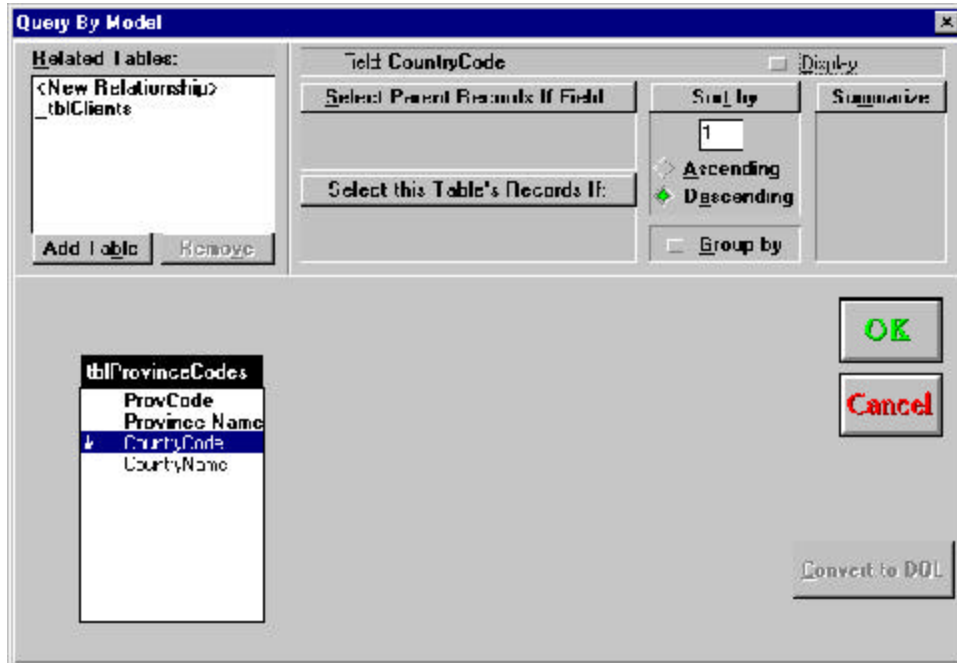 Query By Model
Related Tables:
<New Relationship>
_tblClients
Add Table
Remove
Field CountryCode
Display
Select Parent Records If Field
Select this Table's Records If:
Sort by
1
Ascending
Descending
Group by
Summarize
tblProvinceCodes
ProvCode
Province Name
CountryCode
CountryName
OK
Cancel
Convert to DQL